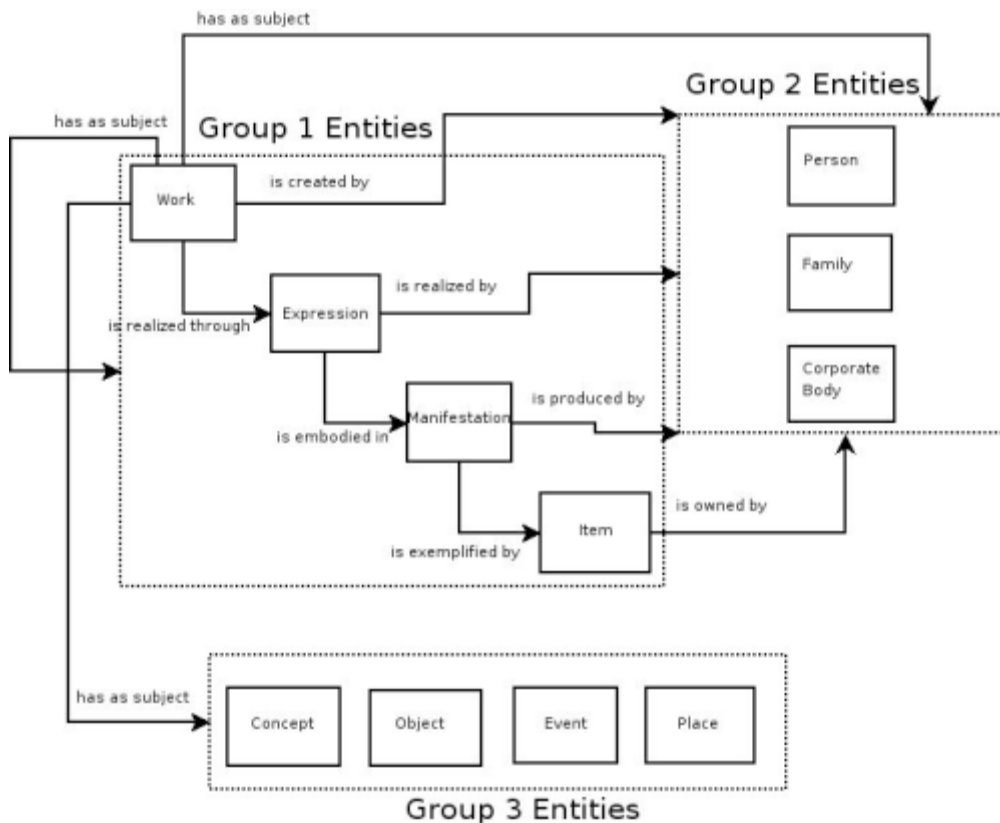 has as subject
Group 2 Entities
has as subject
Group 1 Entities
Person
is created by
Work
Family
is realized by
Expression
is realized through
Corporate
Body
is produced by
Manifestation
is embodied in
is owned by
Item
is exemplified by
has as subject
Concept
Object
Event
Place
Group 3 Entities